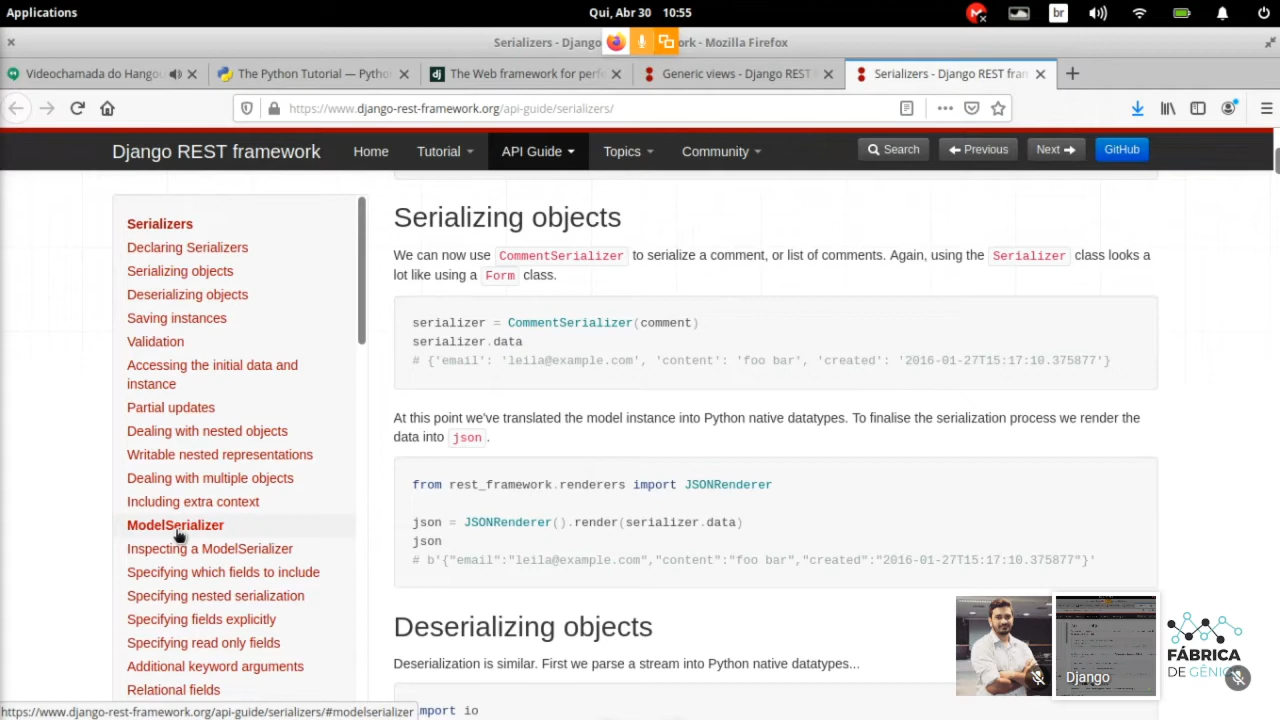 Applications
Qui, Abr 30 10:55
br
Serializers - Django
ork - Mozilla Firefox
Videochamada do Hangou
The Python Tutorial — Pytho
The Web framework for perf
Generic views - Django REST
Serializers - Django REST fram
https://www.django-rest-framework.org/api-guide/serializers/
Django REST framework
Home
Tutorial
API Guide
Topics
Community
Search
Previous
Next
GitHub
Serializers
Declaring Serializers
Serializing objects
Deserializing objects
Saving instances
Validation
Accessing the initial data and
instance
Partial updates
Dealing with nested objects
Writable nested representations
Dealing with multiple objects
Including extra context
ModelSerializer
Inspecting a ModelSerializer
Specifying which fields to include
Specifying nested serialization
Specifying fields explicitly
Specifying read only fields
Additional keyword arguments
Relational fields
https://www.django-rest-framework.org/api-guide/serializers/#modelserializer
Serializing objects
We can now use CommentSerializer to serialize a comment, or list of comments. Again, using the Serializer class looks a
lot like using a Form class.
serializer = CommentSerializer(comment)
serializer.data
# {'email': 'leila@example.com', 'content': 'foo bar', 'created': '2016-01-27T15:17:10.375877'}
At this point we've translated the model instance into Python native datatypes. To finalise the serialization process we render the
data into json.
from rest_framework.renderers import JSONRenderer
json = JSONRenderer().render(serializer.data)
json
# b'{"email":"leila@example.com","content":"foo bar","created":"2016-01-27T15:17:10.375877"}'
Deserializing objects
Deserialization is similar. First we parse a stream into Python native datatypes...
mport io
Django
FÁBRICA
DE GÊNIO